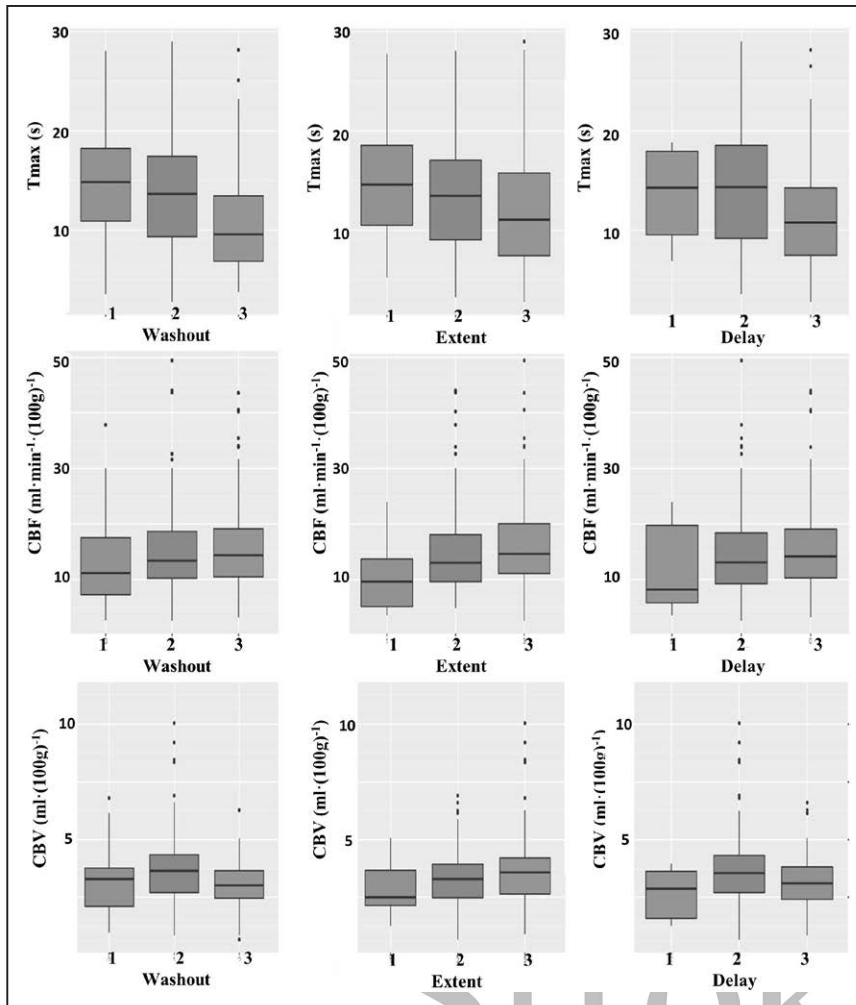 30 30 30
20 20 20
10 10 10
Tmax (s) Tmax (s) Tmax (s)
1 2 3 1 2 3 1 2 3
Washout Extent Delay
50 50 50
30 30 30
10 10 10
CBF (ml·min⁻¹·(100g)⁻¹ CBF (ml·min⁻¹·(100g)⁻¹ CBF (ml·min⁻¹·(100g)⁻¹
1 2 3 1 2 3 1 2 3
Washout Extent Delay
10 10 10
5 5 5
CBV (ml·(100g)⁻¹ CBV (ml·(100g)⁻¹ CBV (ml·(100g)⁻¹
1 2 3 1 2 3 1 2 3
Washout Extent Delay